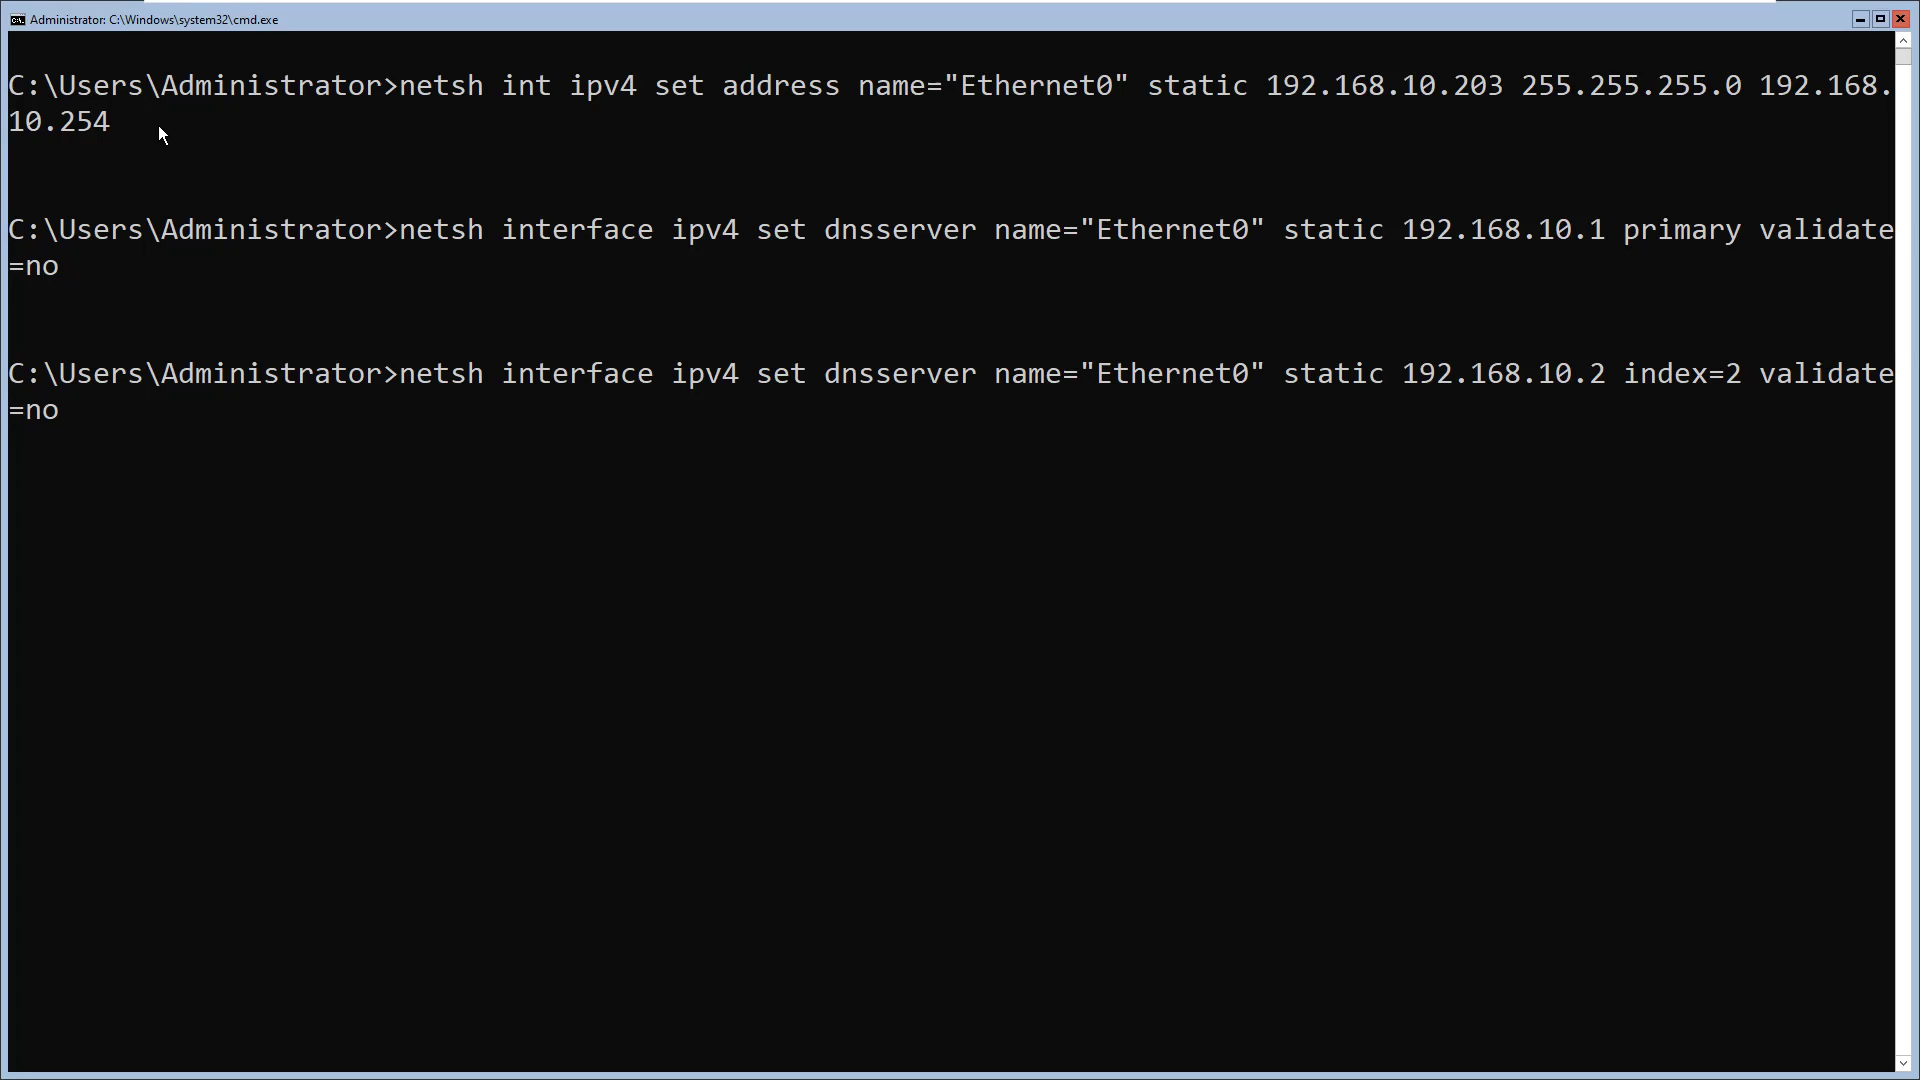 Administrator: C:\Windows\system32\cmd.exe
C:\Users\Administrator>netsh int ipv4 set address name="Ethernet0" static 192.168.10.203 255.255.255.0 192.168.
10.254
C:\Users\Administrator>netsh interface ipv4 set dnsserver name="Ethernet0" static 192.168.10.1 primary validate
=no
C:\Users\Administrator>netsh interface ipv4 set dnsserver name="Ethernet0" static 192.168.10.2 index=2 validate
=no